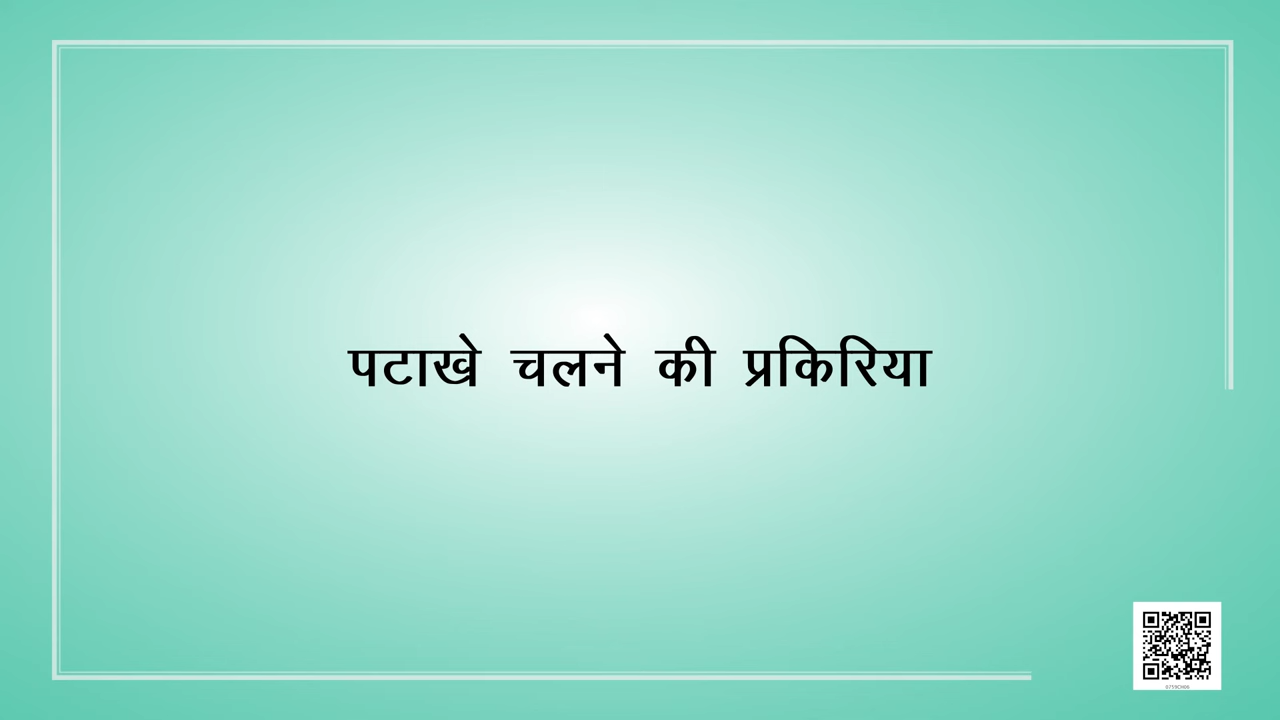 पटाखे चलने की प्रकिरिया